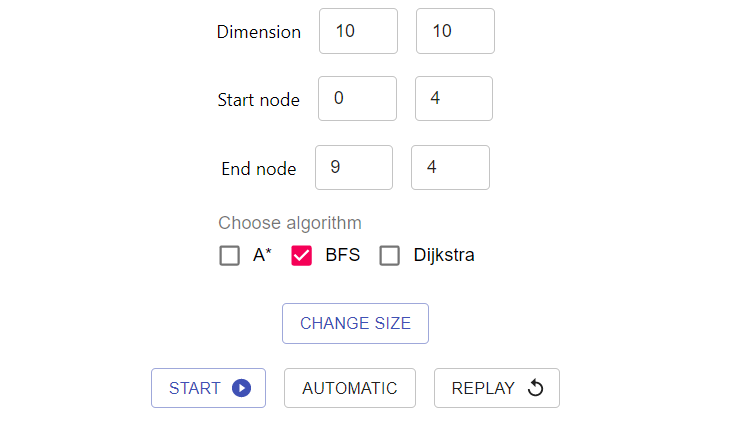 Dimension 10 10
Start node 0 4
End node 9 4
Choose algorithm
A* BFS Dijkstra
CHANGE SIZE
START AUTOMATIC REPLAY